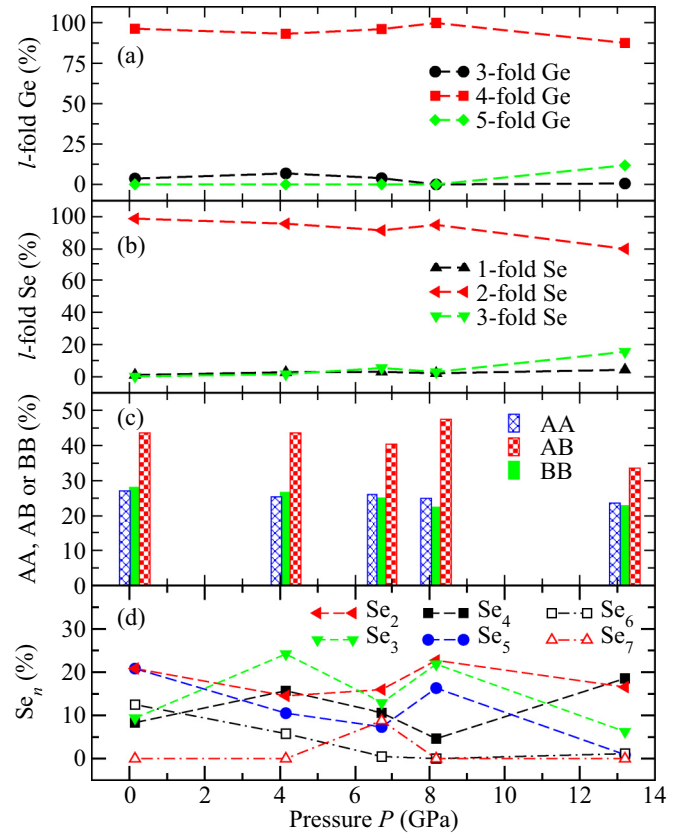 100
75
50
25
0
l-fold Ge (%)
(a)
3-fold Ge
4-fold Ge
5-fold Ge
100
80
60
40
20
0
l-fold Se (%)
(b)
1-fold Se
2-fold Se
3-fold Se
50
40
30
20
10
0
AA, AB or BB (%)
(c)
AA
AB
BB
30
20
10
0
Se_n (%)
(d)
Se₂ Se₄ Se₆
Se₃ Se₅ Se₇
0 2 4 6 8 10 12 14
Pressure P (GPa)